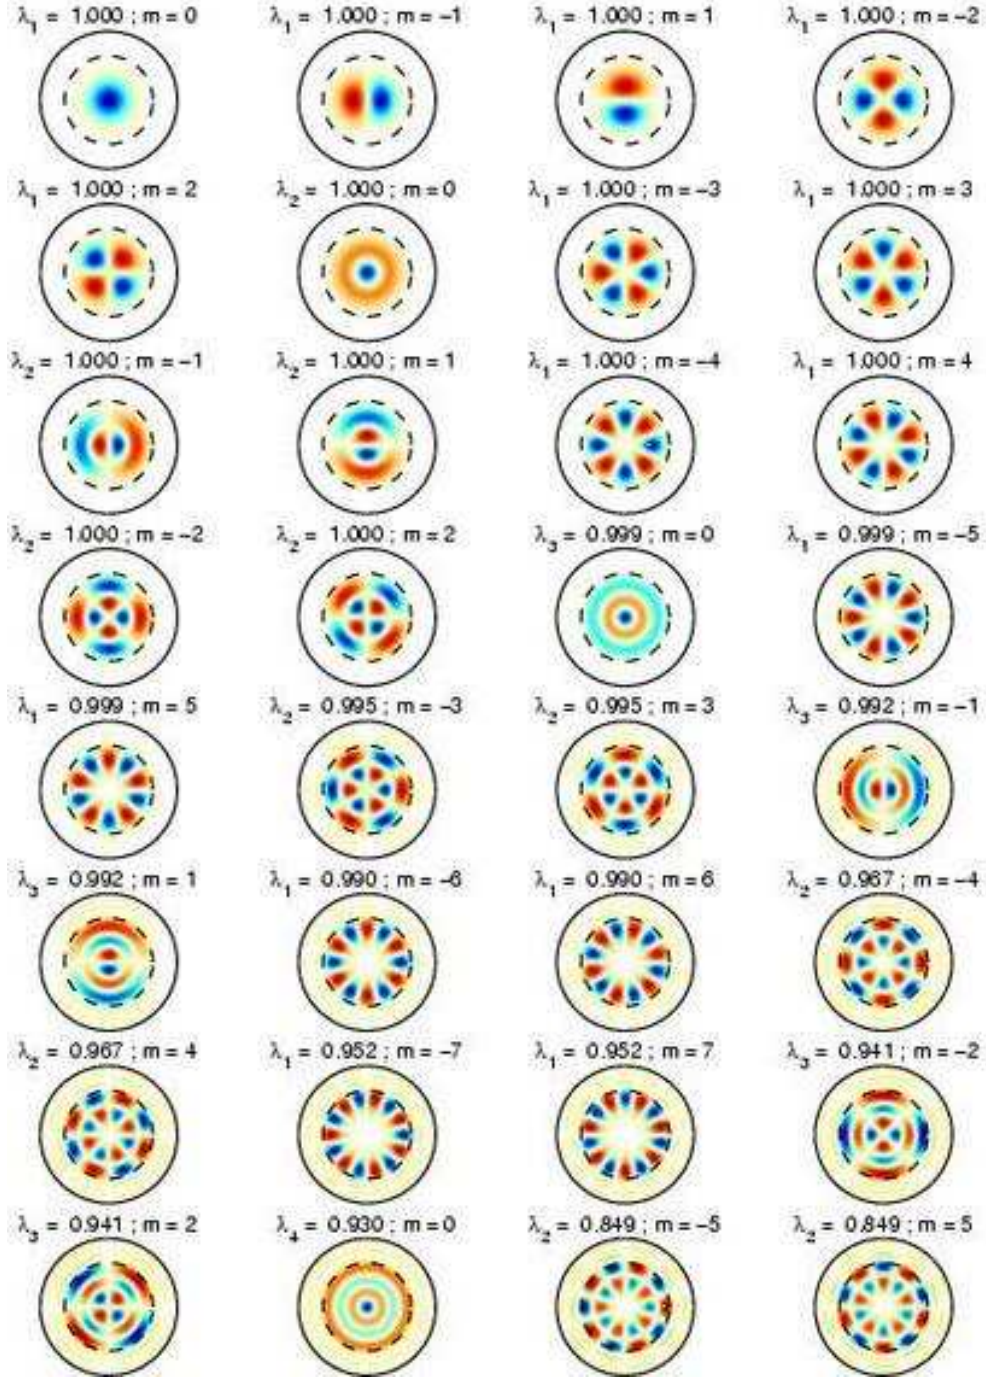 λ₁ = 1.000 ; m = 0 λ₁ = 1.000 ; m = −1 λ₁ = 1.000 ; m = 1 λ₁ = 1.000 ; m = −2
λ₁ = 1.000 ; m = 2 λ₂ = 1.000 ; m = 0 λ₁ = 1.000 ; m = −3 λ₁ = 1.000 ; m = 3
λ₂ = 1.000 ; m = −1 λ₂ = 1.000 ; m = 1 λ₁ = 1.000 ; m = −4 λ₁ = 1.000 ; m = 4
λ₂ = 1.000 ; m = −2 λ₂ = 1.000 ; m = 2 λ₃ = 0.999 ; m = 0 λ₁ = 0.999 ; m = −5
λ₁ = 0.999 ; m = 5 λ₂ = 0.995 ; m = −3 λ₂ = 0.995 ; m = 3 λ₃ = 0.992 ; m = −1
λ₃ = 0.992 ; m = 1 λ₁ = 0.990 ; m = −6 λ₁ = 0.990 ; m = 6 λ₂ = 0.967 ; m = −4
λ₂ = 0.967 ; m = 4 λ₁ = 0.952 ; m = −7 λ₁ = 0.952 ; m = 7 λ₃ = 0.941 ; m = −2
λ₃ = 0.941 ; m = 2 λ₄ = 0.930 ; m = 0 λ₂ = 0.849 ; m = −5 λ₂ = 0.849 ; m = 5